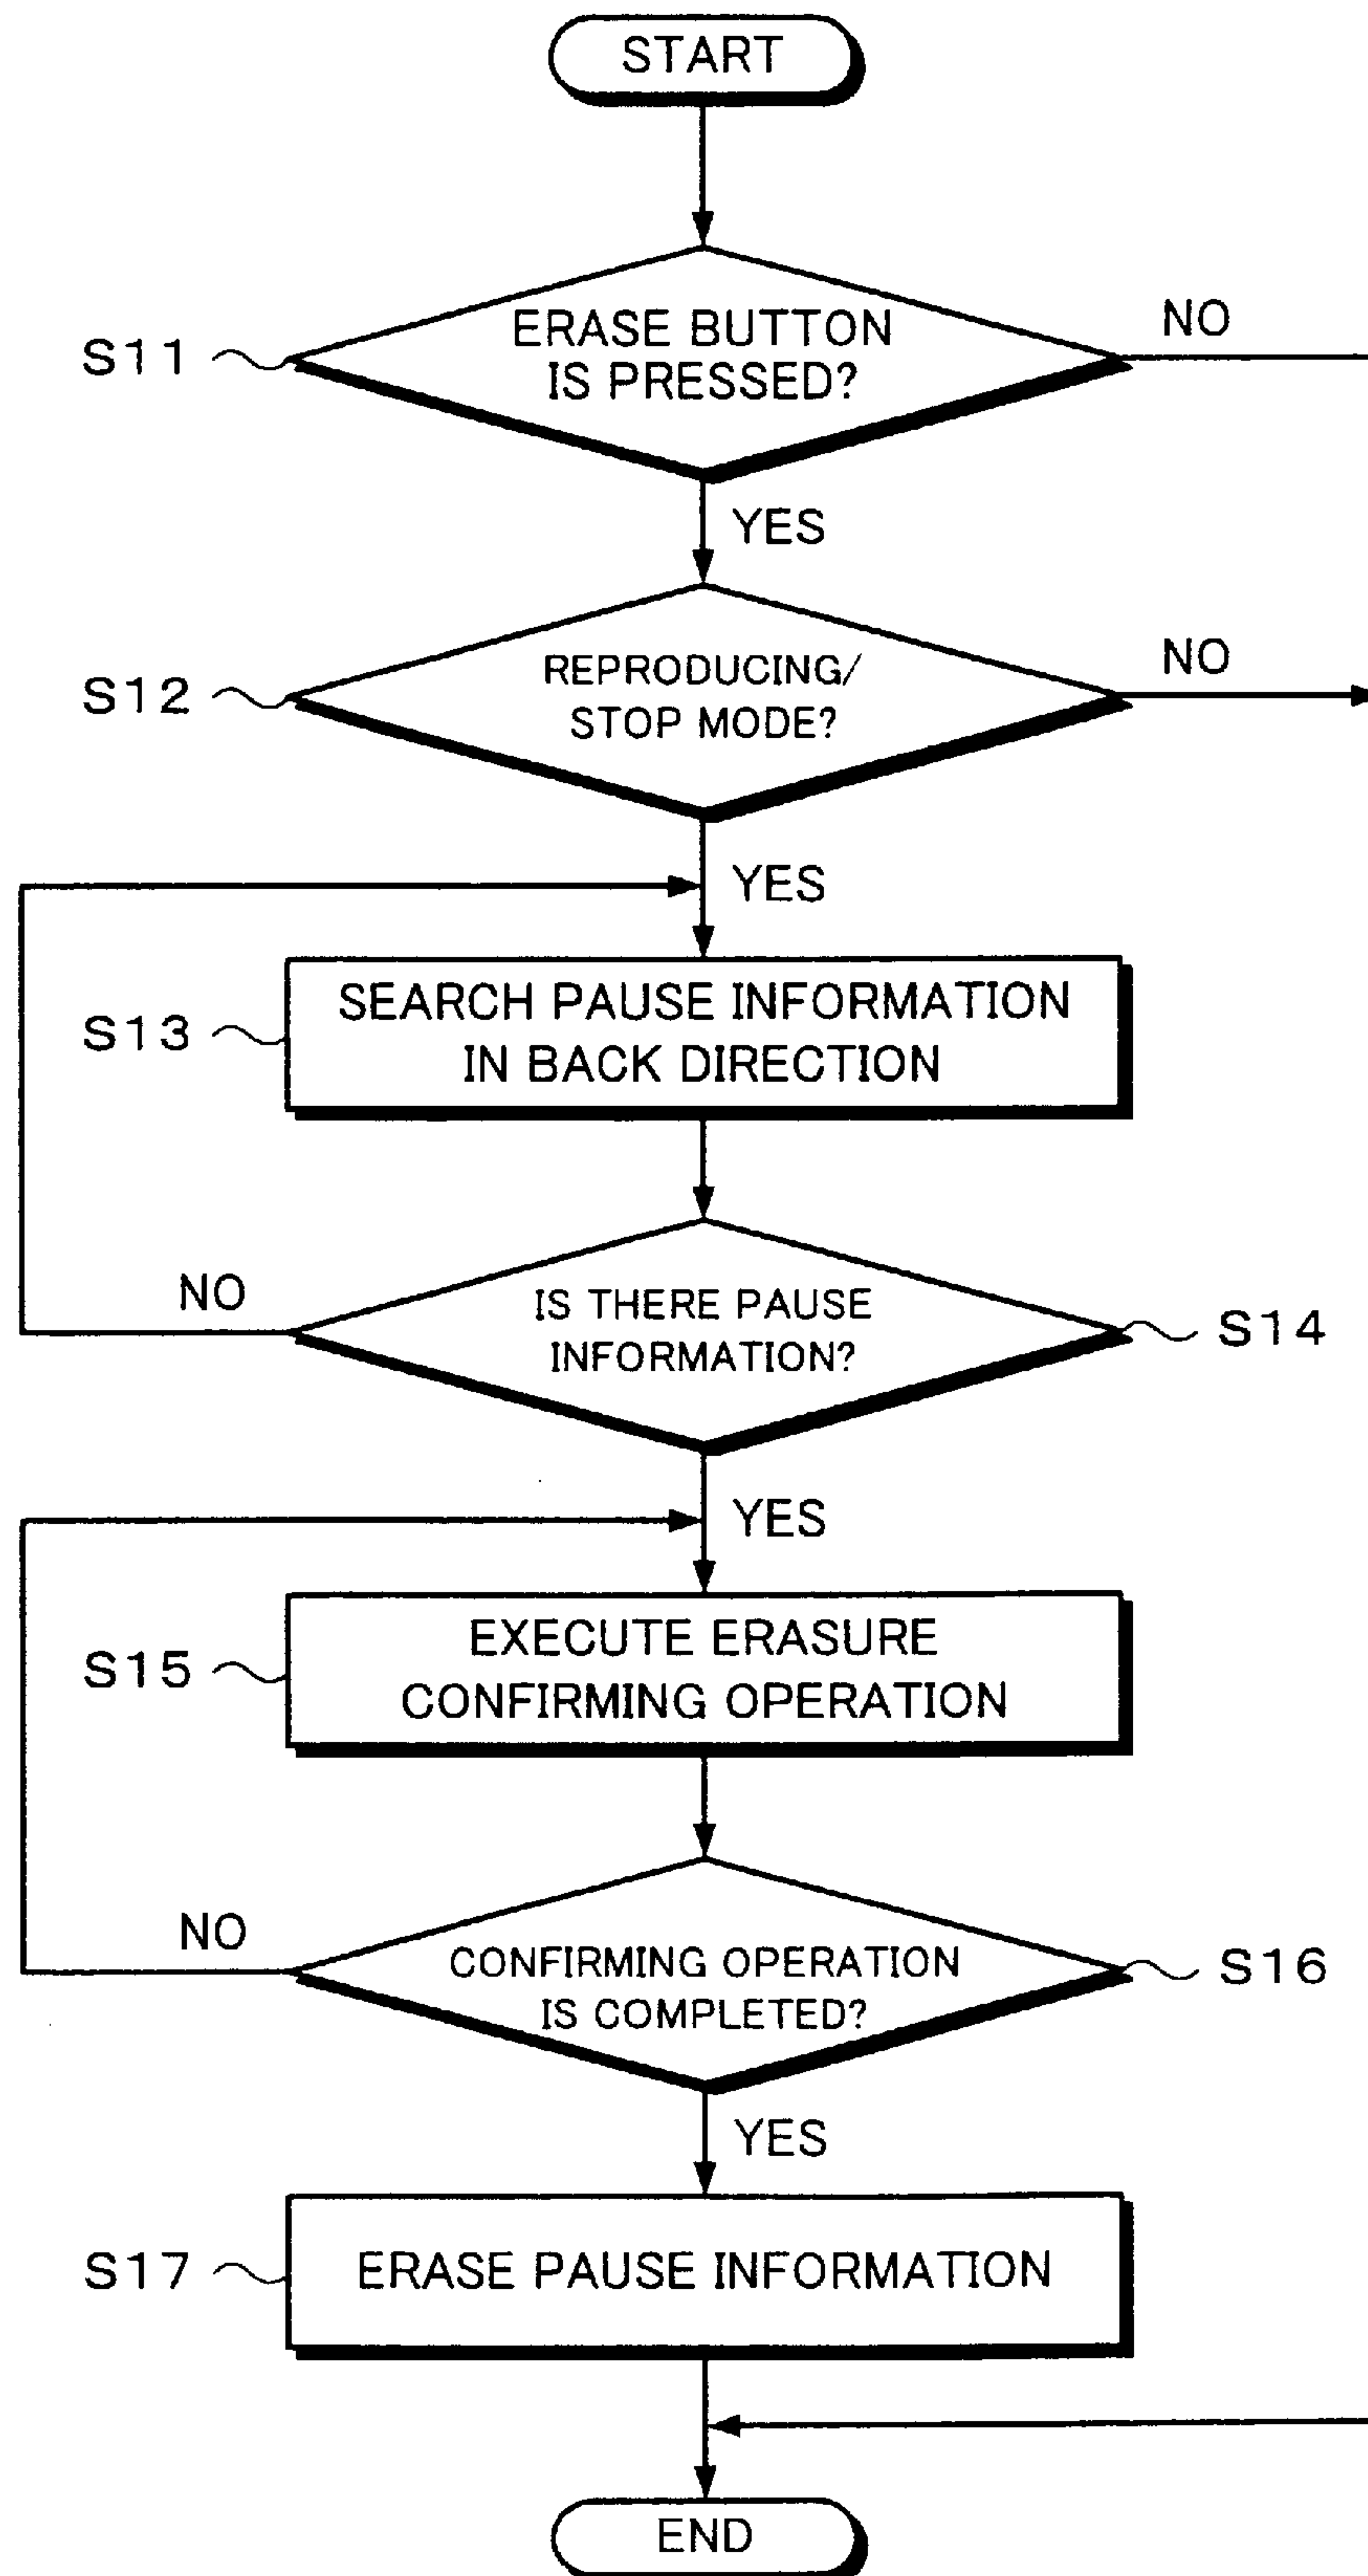 START
ERASE BUTTON
IS PRESSED?
NO
S11
YES
REPRODUCING/
STOP MODE?
NO
S12
YES
SEARCH PAUSE INFORMATION
IN BACK DIRECTION
S13
NO
IS THERE PAUSE
INFORMATION?
S14
YES
EXECUTE ERASURE
CONFIRMING OPERATION
S15
NO
CONFIRMING OPERATION
IS COMPLETED?
S16
YES
S17
ERASE PAUSE INFORMATION
END